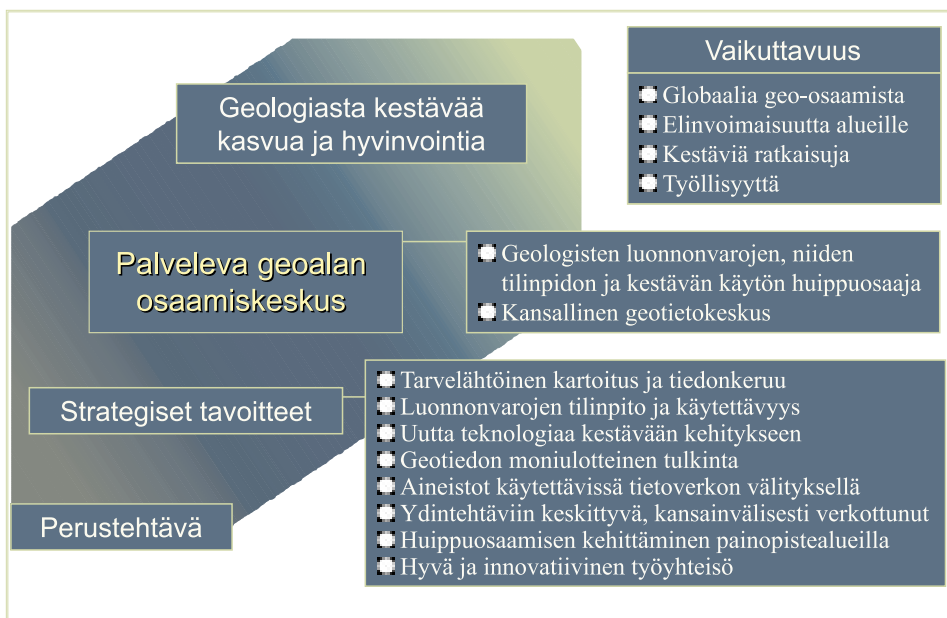 Geologiasta kestävää
kasvua ja hyvinvointia
Vaikuttavuus
Globaalia geo-osaamista
Elinvoimaisuutta alueille
Kestäviä ratkaisuja
Työllisyyttä
Palveleva geoalan
osaamiskeskus
Geologisten luonnonvarojen, niiden
tilinpidon ja kestävän käytön huippuosaaja
Kansallinen geotietokeskus
Strategiset tavoitteet
Tarvelähtöinen kartoitus ja tiedonkeruu
Luonnonvarojen tilinpito ja käytettävyys
Uutta teknologiaa kestävään kehitykseen
Geotiedon moniulotteinen tulkinta
Aineistot käytettävissä tietoverkon välityksellä
Ydintehtäviin keskittyvä, kansainvälisesti verkottunut
Huippuosaamisen kehittäminen painopistealueilla
Hyvä ja innovatiivinen työyhteisö
Perustehtävä